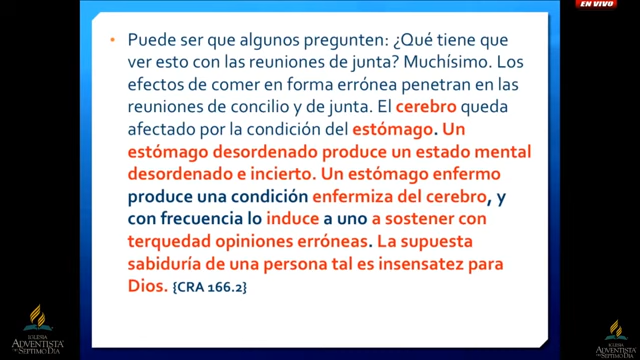 EN VIVO
• Puede ser que algunos pregunten: ¿Qué tiene que
ver esto con las reuniones de junta? Muchísimo. Los
efectos de comer en forma errónea penetran en las
reuniones de concilio y de junta. El cerebro queda
afectado por la condición del estómago. Un
estómago desordenado produce un estado mental
desordenado e incierto. Un estómago enfermo
produce una condición enfermiza del cerebro, y
con frecuencia lo induce a uno a sostener con
terquedad opiniones erróneas. La supuesta
sabiduría de una persona tal es insensatez para
Dios. {CRA 166.2}
IGLESIA
ADVENTISTA
DEL SÉPTIMO DÍA
IGLESIA
ADVENTISTA
DEL SÉPTIMO DÍA